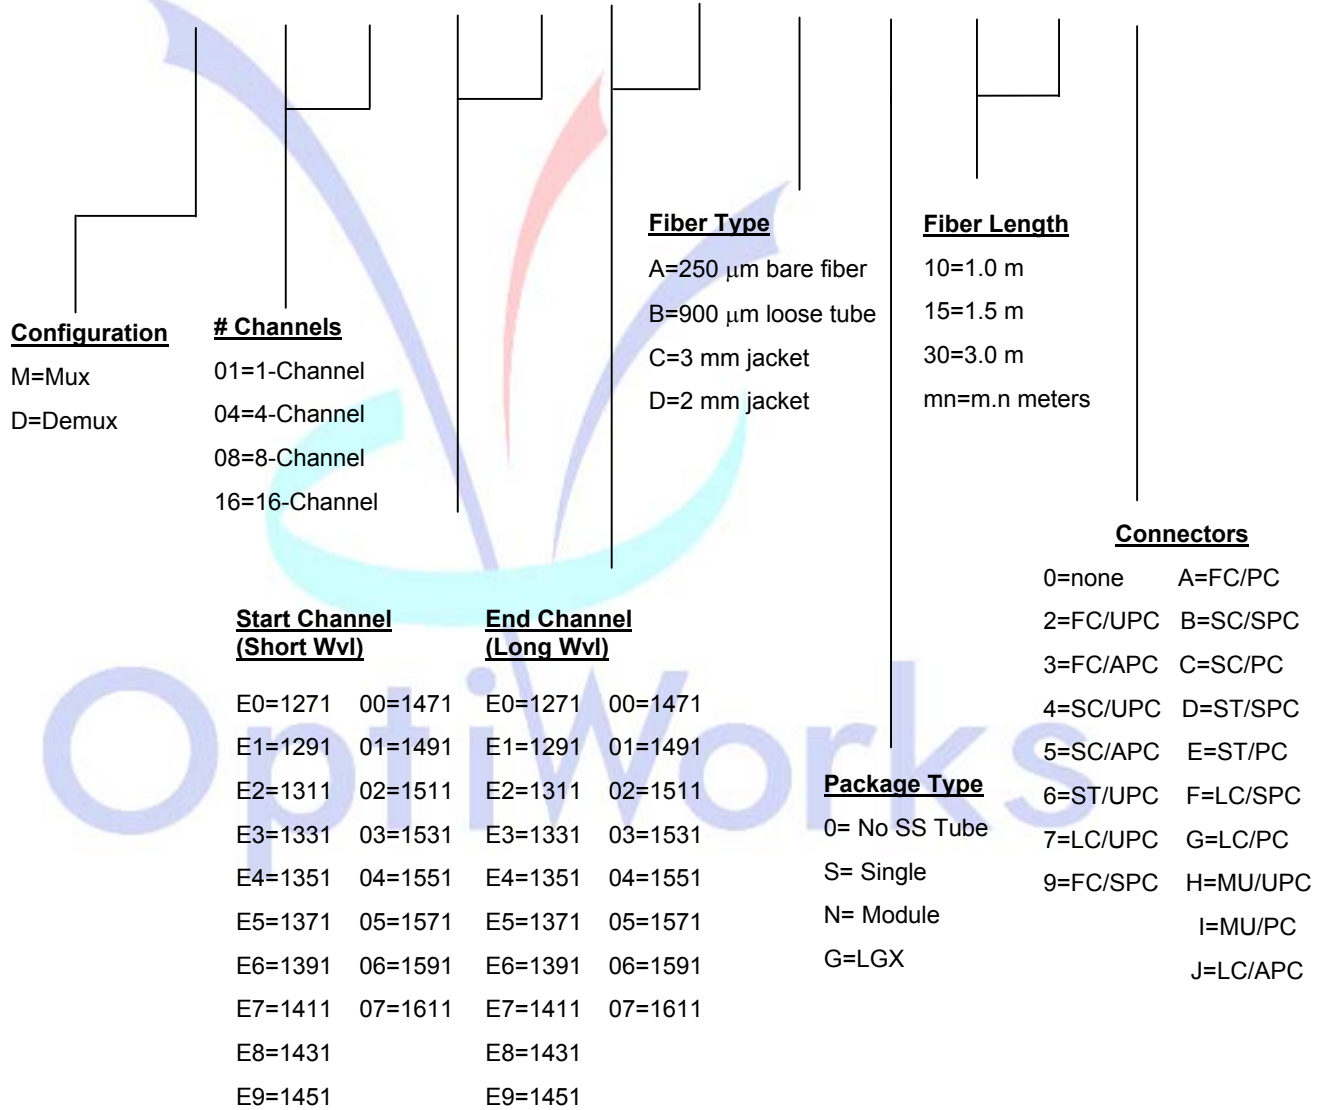 Configuration
M=Mux
D=Demux
# Channels
01=1-Channel
04=4-Channel
08=8-Channel
16=16-Channel
Fiber Type
A=250 μm bare fiber
B=900 μm loose tube
C=3 mm jacket
D=2 mm jacket
Fiber Length
10=1.0 m
15=1.5 m
30=3.0 m
mn=m.n meters
Start Channel
(Short Wvl)
E0=1271 00=1471
E1=1291 01=1491
E2=1311 02=1511
E3=1331 03=1531
E4=1351 04=1551
E5=1371 05=1571
E6=1391 06=1591
E7=1411 07=1611
E8=1431
E9=1451
End Channel
(Long Wvl)
E0=1271 00=1471
E1=1291 01=1491
E2=1311 02=1511
E3=1331 03=1531
E4=1351 04=1551
E5=1371 05=1571
E6=1391 06=1591
E7=1411 07=1611
E8=1431
E9=1451
Package Type
0= No SS Tube
S= Single
N= Module
G=LGX
Connectors
0=none A=FC/PC
2=FC/UPC B=SC/SPC
3=FC/APC C=SC/PC
4=SC/UPC D=ST/SPC
5=SC/APC E=ST/PC
6=ST/UPC F=LC/SPC
7=LC/UPC G=LC/PC
9=FC/SPC H=MU/UPC
I=MU/PC
J=LC/APC
OptiWorks